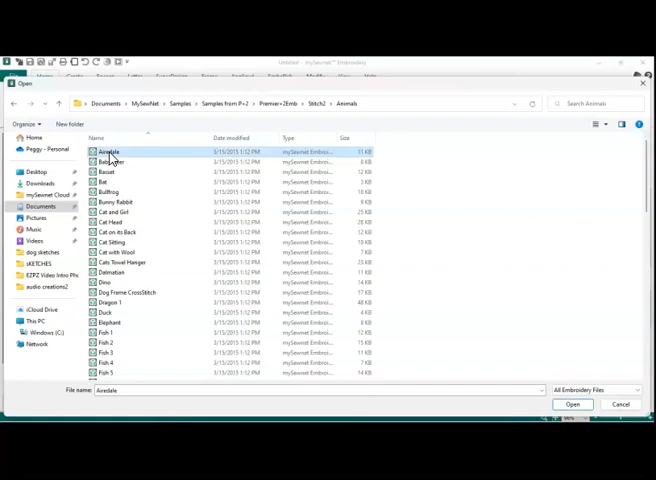 Untitled - mySewnet™ Embroidery
Open
Documents > MySewNet > Samples > Samples from P+2 > Premier+2Emb > Stitch2 > Animals
Search Animals
Organize New folder
Name Date modified Type Size
Home
Peggy - Personal
Desktop
Downloads
mySewnet Cloud
Documents
Pictures
Music
Videos
dog sketches
sKETCHES
EZPZ Video Intro Ph
audio creations2
iCloud Drive
This PC
Windows (C:)
Network
Airedale 3/15/2015 1:12 PM mySewnet Embroi... 11 KB
3/15/2015 1:12 PM mySewnet Embroi... 8 KB
Basset 3/15/2015 1:12 PM mySewnet Embroi... 12 KB
Bat 3/15/2015 1:12 PM mySewnet Embroi... 3 KB
Bullfrog 3/15/2015 1:12 PM mySewnet Embroi... 10 KB
Bunny Rabbit 3/15/2015 1:12 PM mySewnet Embroi... 9 KB
Cat and Girl 3/15/2015 1:12 PM mySewnet Embroi... 25 KB
Cat Head 3/15/2015 1:12 PM mySewnet Embroi... 28 KB
Cat on its Back 3/15/2015 1:12 PM mySewnet Embroi... 12 KB
Cat Sitting 3/15/2015 1:12 PM mySewnet Embroi... 18 KB
Cat with Wool 3/15/2015 1:12 PM mySewnet Embroi... 18 KB
Cats Towel Hanger 3/15/2015 1:12 PM mySewnet Embroi... 23 KB
Dalmatian 3/15/2015 1:12 PM mySewnet Embroi... 11 KB
Dino 3/15/2015 1:12 PM mySewnet Embroi... 14 KB
Dog Frame CrossStitch 3/15/2015 1:12 PM mySewnet Embroi... 12 KB
Dragon 1 3/15/2015 1:12 PM mySewnet Embroi... 48 KB
Duck 3/15/2015 1:12 PM mySewnet Embroi... 4 KB
Elephant 3/15/2015 1:12 PM mySewnet Embroi... 8 KB
Fish 1 3/15/2015 1:12 PM mySewnet Embroi... 12 KB
Fish 2 3/15/2015 1:12 PM mySewnet Embroi... 15 KB
Fish 3 3/15/2015 1:12 PM mySewnet Embroi... 11 KB
Fish 4 3/15/2015 1:12 PM mySewnet Embroi... 7 KB
Fish 5 3/15/2015 1:12 PM mySewnet Embroi... 14 KB
File name: Airedale All Embroidery Files
Open Cancel